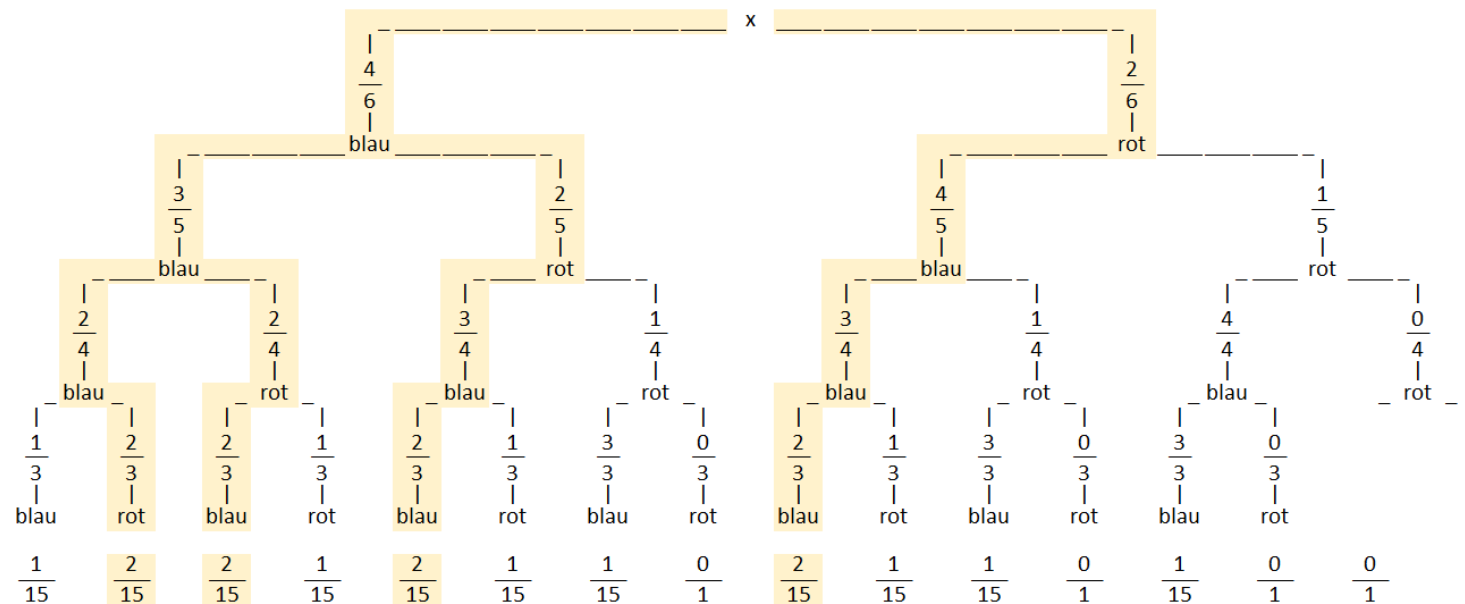 x
4 2
6 6
blau rot
3 2 4 1
5 5 5 5
blau rot blau rot
2 2 3 1 3 1 4 0
4 4 4 4 4 4 4 4
blau rot blau rot blau rot blau rot
1 2 2 1 2 1 3 0 2 1 3 0 3 0
3 3 3 3 3 3 3 3 3 3 3 3 3 3
blau rot blau rot blau rot blau rot blau rot blau rot blau rot
1 2 2 1 2 1 1 0 2 1 1 0 1 0 0
15 15 15 15 15 15 15 1 15 15 15 1 15 1 1